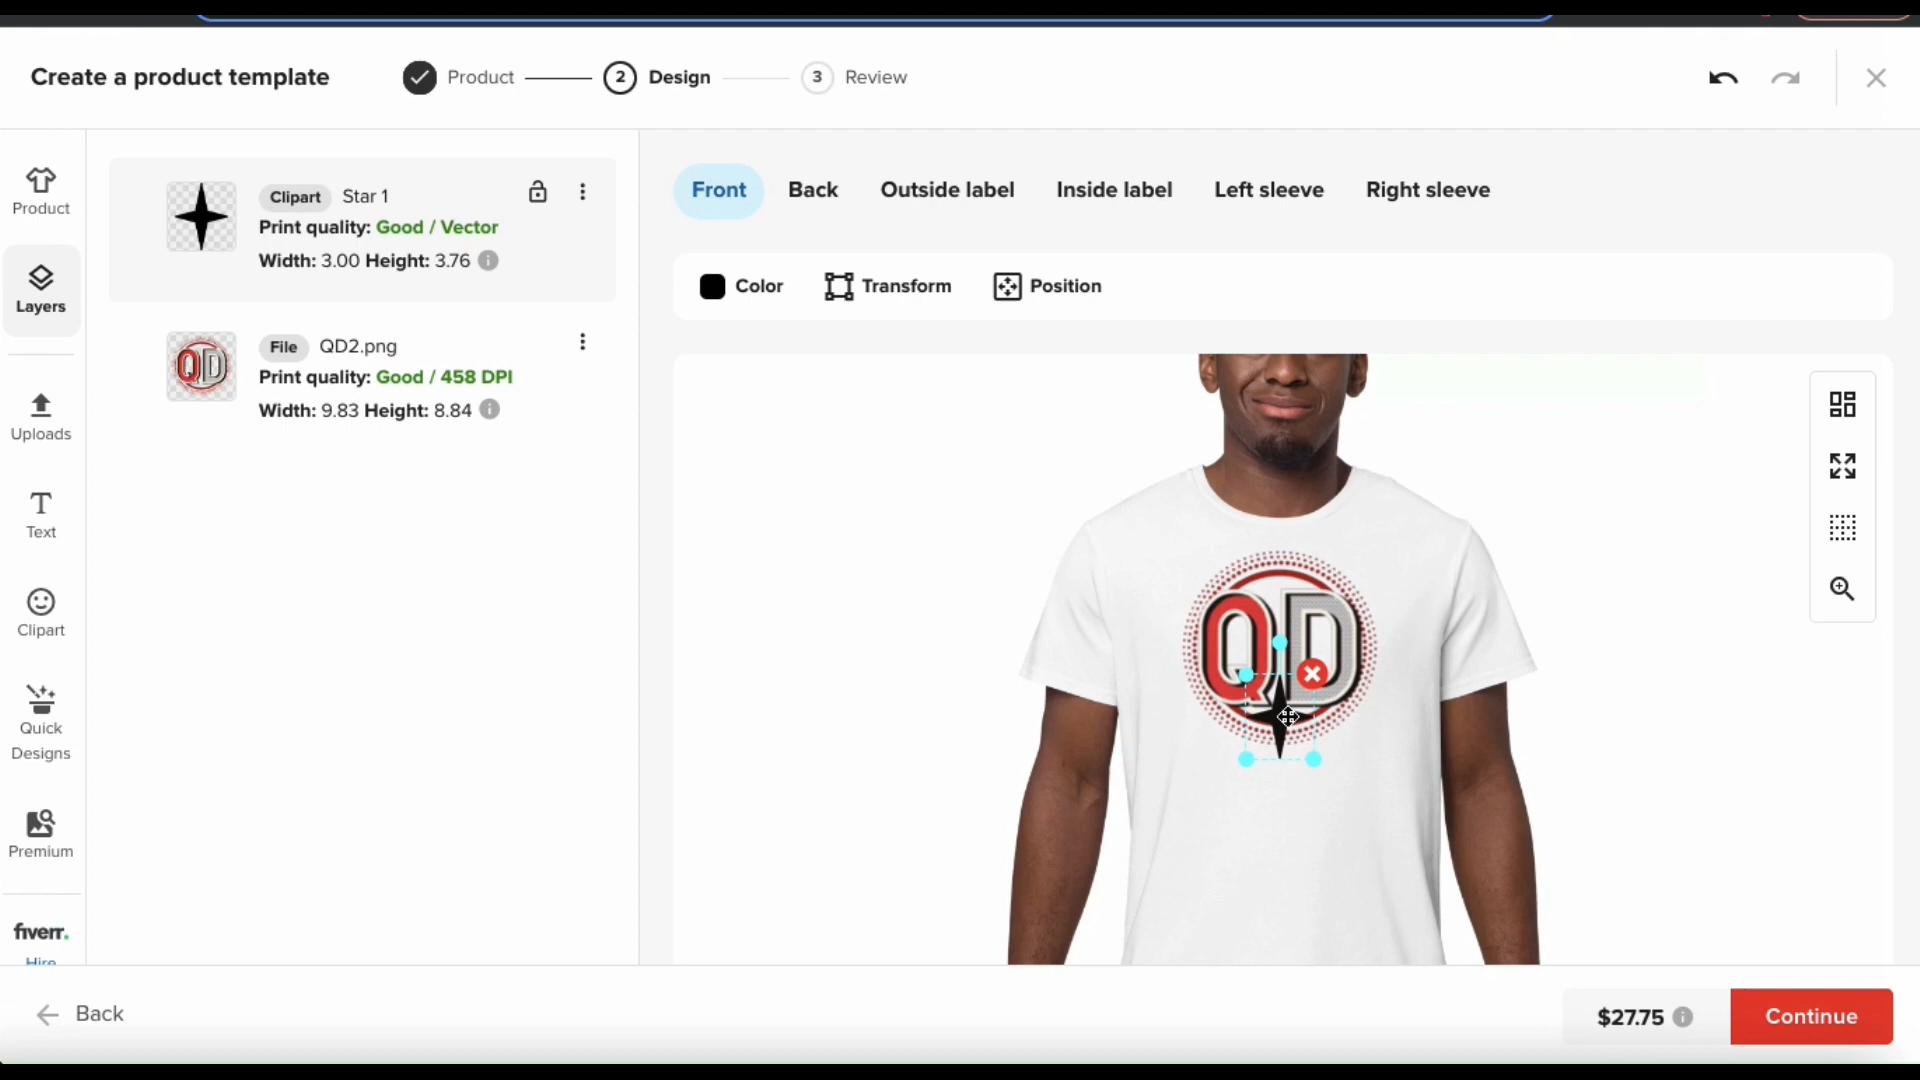 Create a product template
Product
2
Design
3
Review
Product
Layers
Uploads
Text
Clipart
Quick
Designs
Premium
fiverr.
Hire
Clipart Star 1
Print quality: Good / Vector
Width: 3.00 Height: 3.76
File QD2.png
Print quality: Good / 458 DPI
Width: 9.83 Height: 8.84
Front Back Outside label Inside label Left sleeve Right sleeve
Color Transform Position
QD
QD
Back
$27.75
Continue